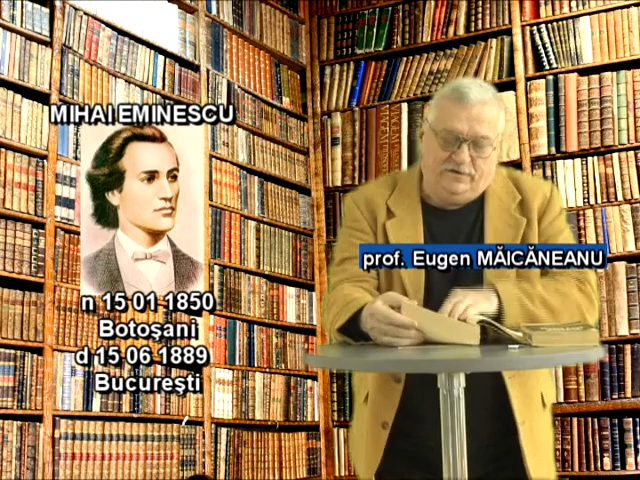 MIHAI EMINESCU
n 15 01 1850
Botoşani
d 15 06 1889
Bucureşti
prof. Eugen MĂICĂNEANU